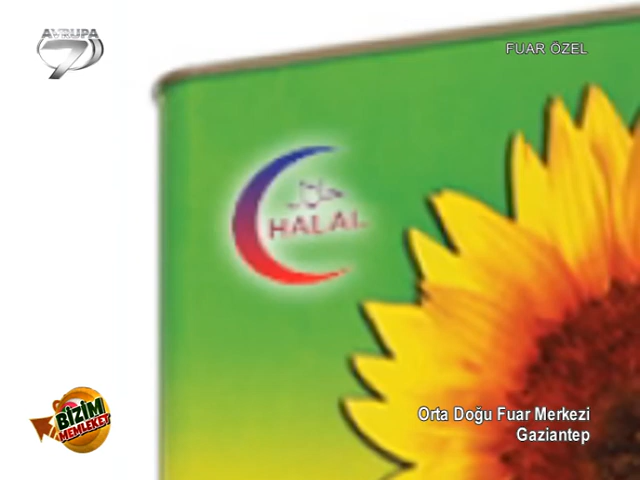 AVRUPA
7
FUAR ÖZEL
حلال
HALAL
BİZİM
MEMLEKET
Orta Doğu Fuar Merkezi
Gaziantep